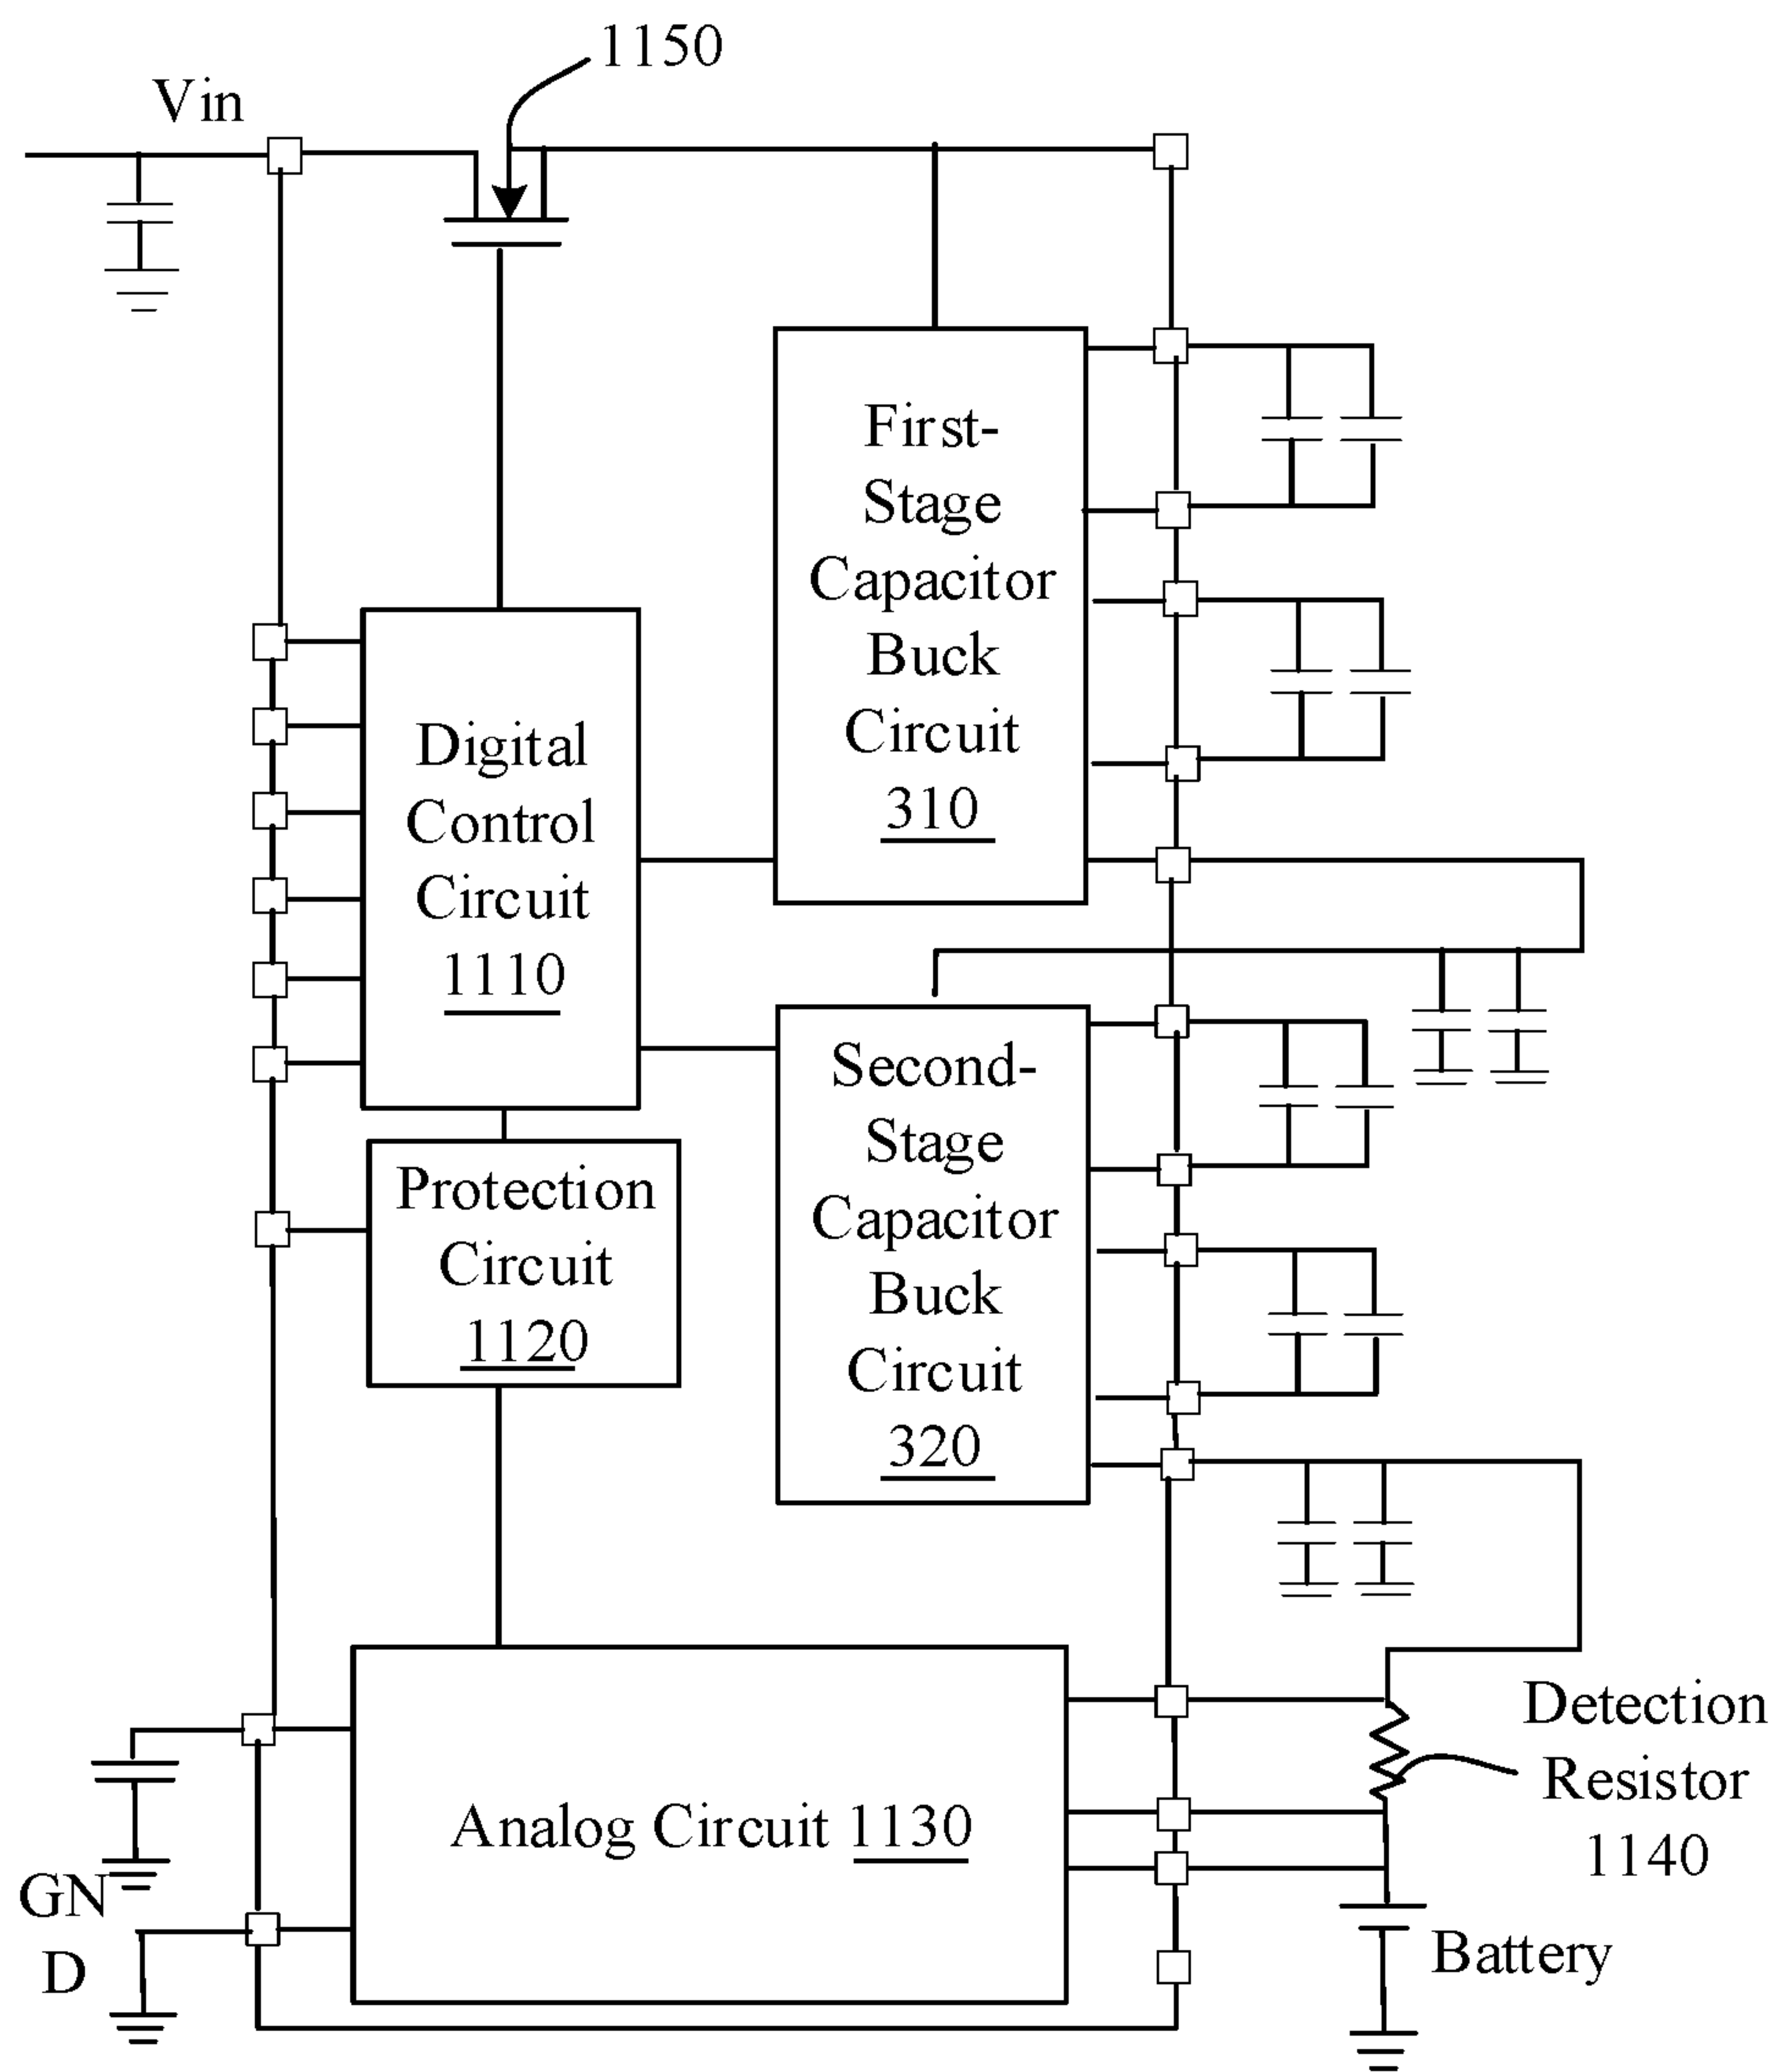 1150
Vin
First-
Stage
Capacitor
Buck
Circuit
310
Digital
Control
Circuit
1110
Second-
Stage
Capacitor
Buck
Circuit
320
Protection
Circuit
1120
Detection
Resistor
1140
Analog Circuit 1130
GN
D
Battery